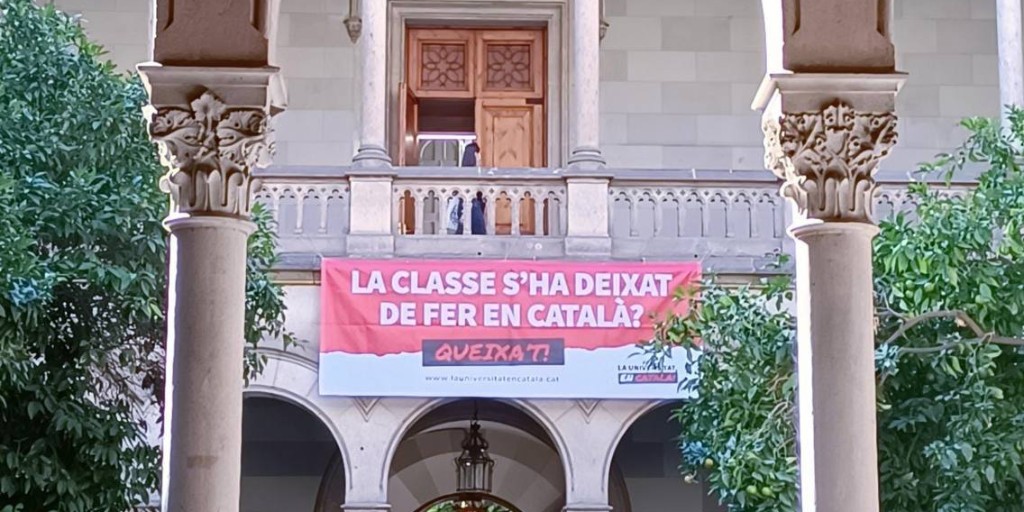 LA CLASSE S'HA DEIXAT
DE FER EN CATALÀ?
QUEIXA'T!
www.launiversitatencatala.cat
LA UNIVERSITAT
EN CATALÀ!